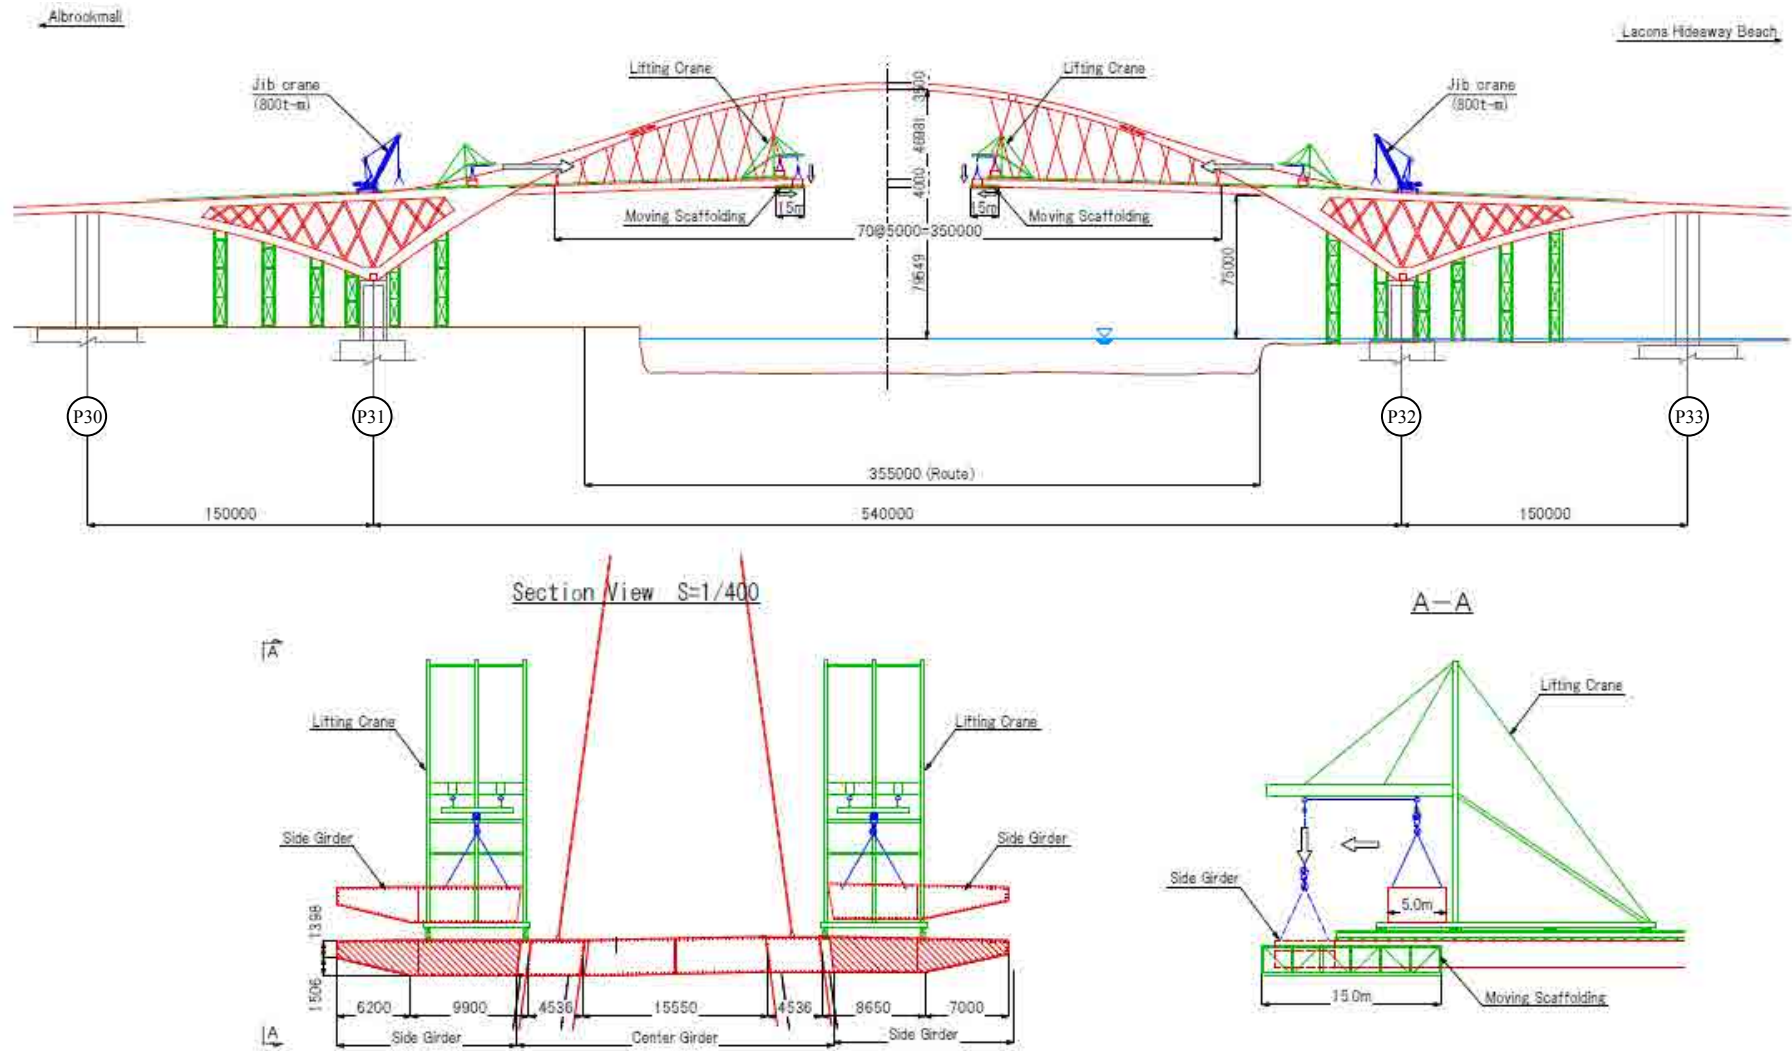 Albrookmall
Lacona Hideaway Beach
Jib crane
(800t-m)
Lifting Crane
Lifting Crane
Jib crane
(800t-m)
3500
46981
4000
Moving Scaffolding
15m
15m
Moving Scaffolding
70@5000=350000
79649
75000
P30
P31
P32
P33
355000 (Route)
150000
540000
150000
Section View S=1/400
A
Lifting Crane
Lifting Crane
Side Girder
Side Girder
1398
1506
6200
9900
4536
15550
4536
8650
7000
A
Side Girder
Center Girder
Side Girder
A-A
Lifting Crane
Side Girder
5.0m
15.0m
Moving Scaffolding